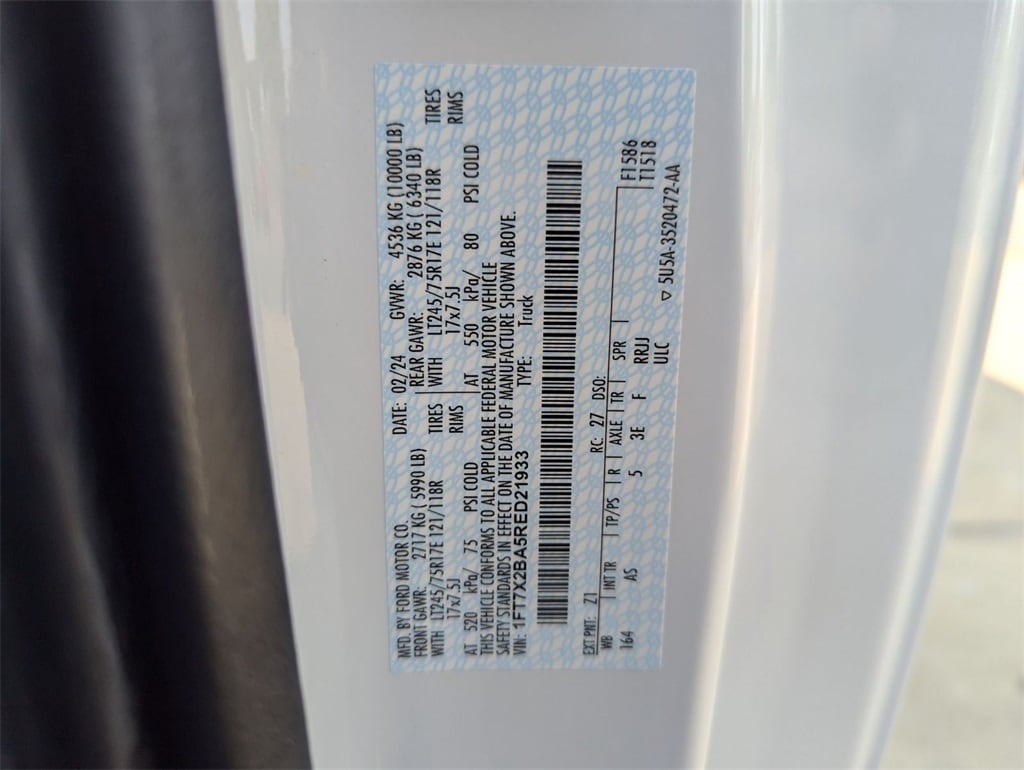 MFD. BY FORD MOTOR CO. DATE: 02/24 GVWR: 4536 KG (10000 LB)
FRONT GAWR: 2717 KG ( 5990 LB) REAR GAWR: 2876 KG ( 6340 LB)
WITH LT245/75R17E 121/118R TIRES WITH LT245/75R17E 121/118R TIRES
17x7.5J RIMS 17x7.5J RIMS
AT 520 kPa/ 75 PSI COLD AT 550 kPa/ 80 PSI COLD
THIS VEHICLE CONFORMS TO ALL APPLICABLE FEDERAL MOTOR VEHICLE
SAFETY STANDARDS IN EFFECT ON THE DATE OF MANUFACTURE SHOWN ABOVE.
VIN: 1FT7X2BA5RED21933 TYPE: Truck
EXT PNT: Z1 RC: 27 DSO:
WB INT TR TP/PS R AXLE TR SPR F1586
164 AS 5 3E F RRJJ T1518
ULC
▽ 5U5A-3520472-AA